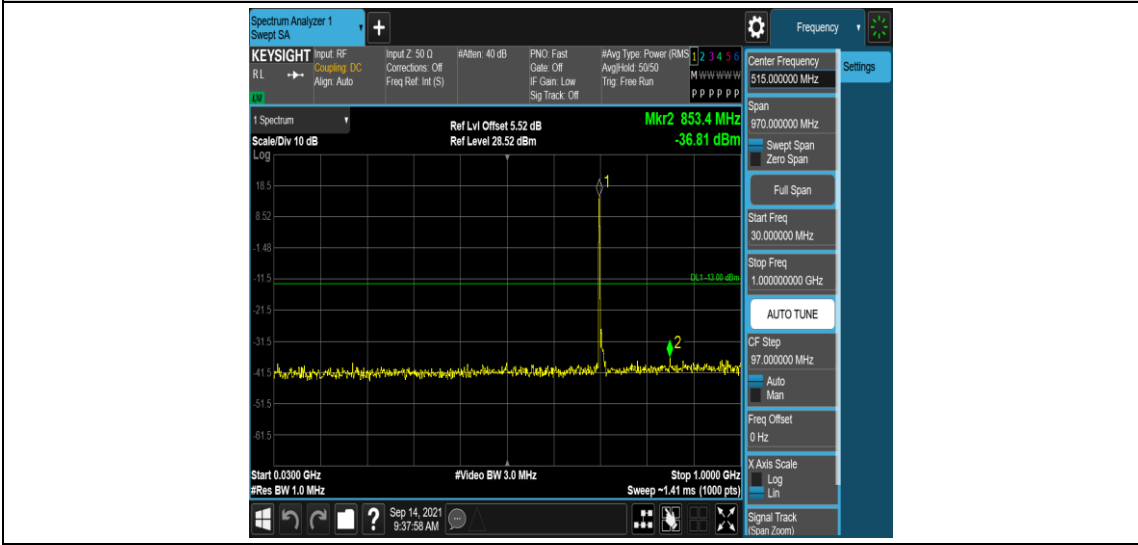 Spectrum Analyzer 1
Swept SA
+
Frequency
KEYSIGHT
RL
LM
Input: RF
Coupling: DC
Align: Auto
Input Z: 50 Ω
Corrections: Off
Freq Ref: Int (S)
#Atten: 40 dB
PNO: Fast
Gate: Off
IF Gain: Low
Sig Track: Off
#Avg Type: Power (RMS
Avg|Hold: 50/50
Trig: Free Run
1 2 3 4 5 6
M W W W W W
P P P P P P
1 Spectrum
Scale/Div 10 dB
Log
Ref Lvl Offset 5.52 dB
Ref Level 28.52 dBm
Mkr2 853.4 MHz
-36.81 dBm
18.5
8.52
-1.48
-11.5
-21.5
-31.5
-41.5
-51.5
-61.5
1
DL1 -13.00 dBm
2
Start 0.0300 GHz
#Res BW 1.0 MHz
#Video BW 3.0 MHz
Stop 1.0000 GHz
Sweep ~1.41 ms (1000 pts)
?
Sep 14, 2021
9:37:58 AM
Center Frequency
515.000000 MHz
Settings
Span
970.000000 MHz
Swept Span
Zero Span
Full Span
Start Freq
30.000000 MHz
Stop Freq
1.000000000 GHz
AUTO TUNE
CF Step
97.000000 MHz
Auto
Man
Freq Offset
0 Hz
X Axis Scale
Log
Lin
Signal Track
(Span Zoom)